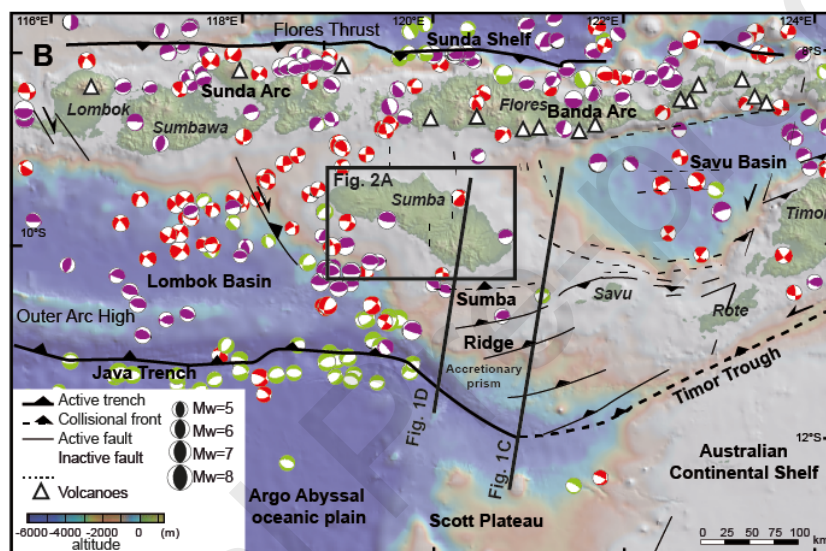 116°E
118°E
120°E
122°E
124°E
B
Flores Thrust
Sunda Shelf
8°S
Lombok
Sunda Arc
Sumbawa
Flores
Banda Arc
Savu Basin
Fig. 2A
Sumba
Timor
10°S
Lombok Basin
Sumba
Savu
Outer Arc High
Ridge
Rote
Accretionary
prism
Java Trench
Timor Trough
Fig. 1D
Fig. 1C
12°S
Active trench
Collisional front
Active fault
Inactive fault
Volcanoes
Mw=5
Mw=6
Mw=7
Mw=8
-6000
-4000
-2000
0
(m)
altitude
Argo Abyssal
oceanic plain
Scott Plateau
Australian
Continental Shelf
0 25 50 75 100
km